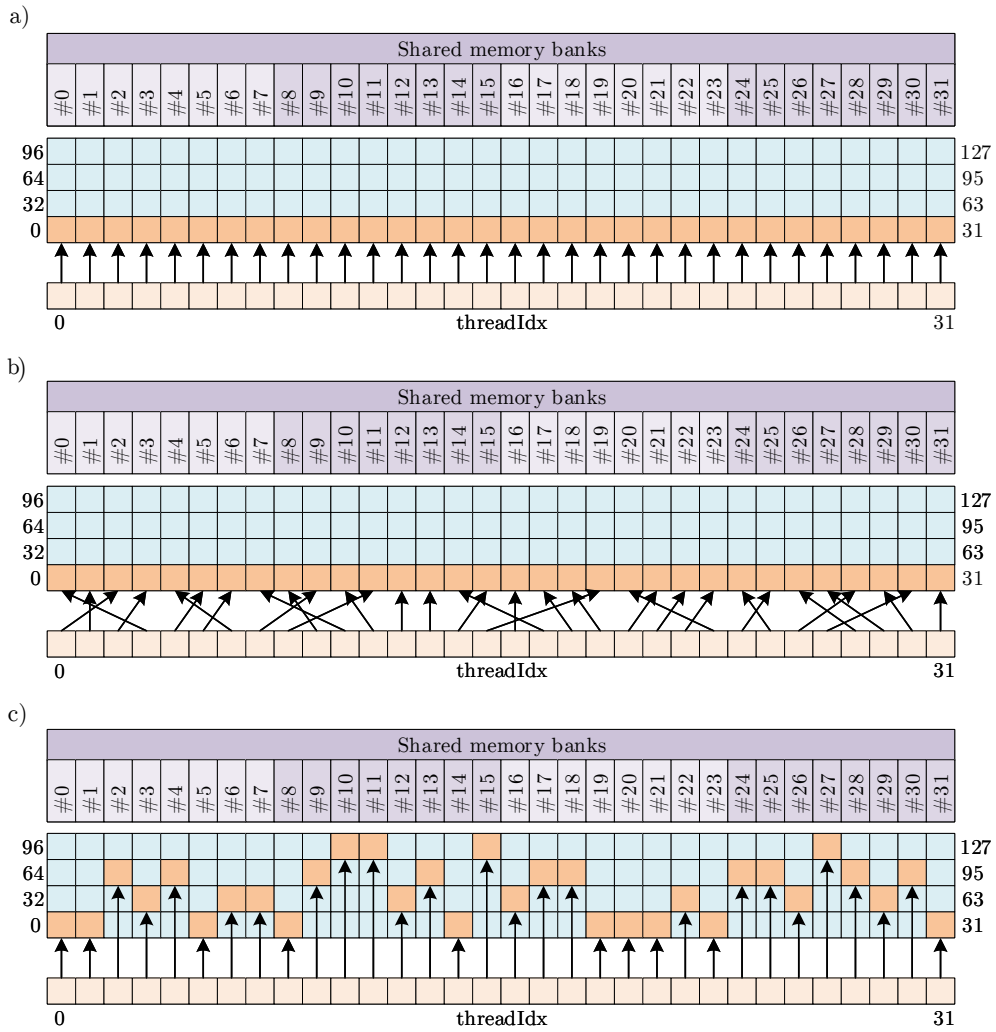 a)
Shared memory banks
#0 #1 #2 #3 #4 #5 #6 #7 #8 #9 #10 #11 #12 #13 #14 #15 #16 #17 #18 #19 #20 #21 #22 #23 #24 #25 #26 #27 #28 #29 #30 #31
96 127
64 95
32 63
0 31
0 threadIdx 31
b)
Shared memory banks
#0 #1 #2 #3 #4 #5 #6 #7 #8 #9 #10 #11 #12 #13 #14 #15 #16 #17 #18 #19 #20 #21 #22 #23 #24 #25 #26 #27 #28 #29 #30 #31
96 127
64 95
32 63
0 31
0 threadIdx 31
c)
Shared memory banks
#0 #1 #2 #3 #4 #5 #6 #7 #8 #9 #10 #11 #12 #13 #14 #15 #16 #17 #18 #19 #20 #21 #22 #23 #24 #25 #26 #27 #28 #29 #30 #31
96 127
64 95
32 63
0 31
0 threadIdx 31